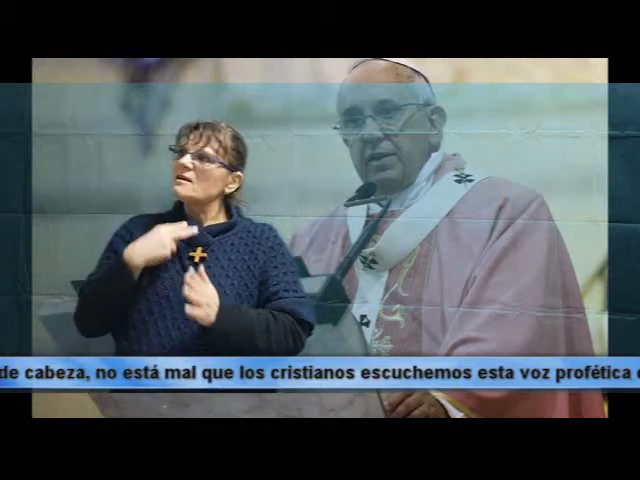 de cabeza, no está mal que los cristianos escuchemos esta voz profética